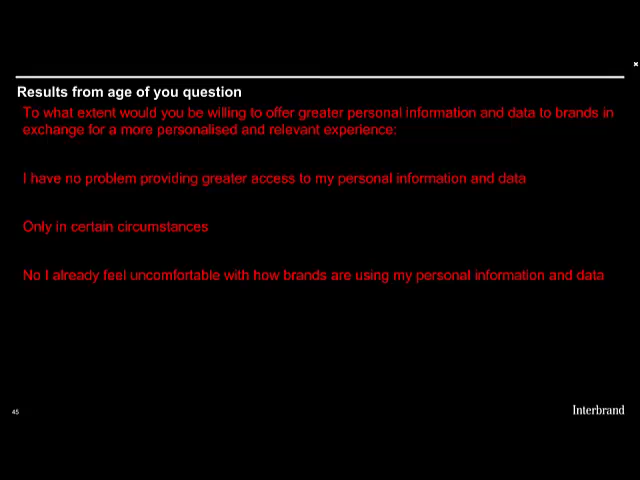 Results from age of you question
To what extent would you be willing to offer greater personal information and data to brands in
exchange for a more personalised and relevant experience:
I have no problem providing greater access to my personal information and data
Only in certain circumstances
No I already feel uncomfortable with how brands are using my personal information and data
45
Interbrand